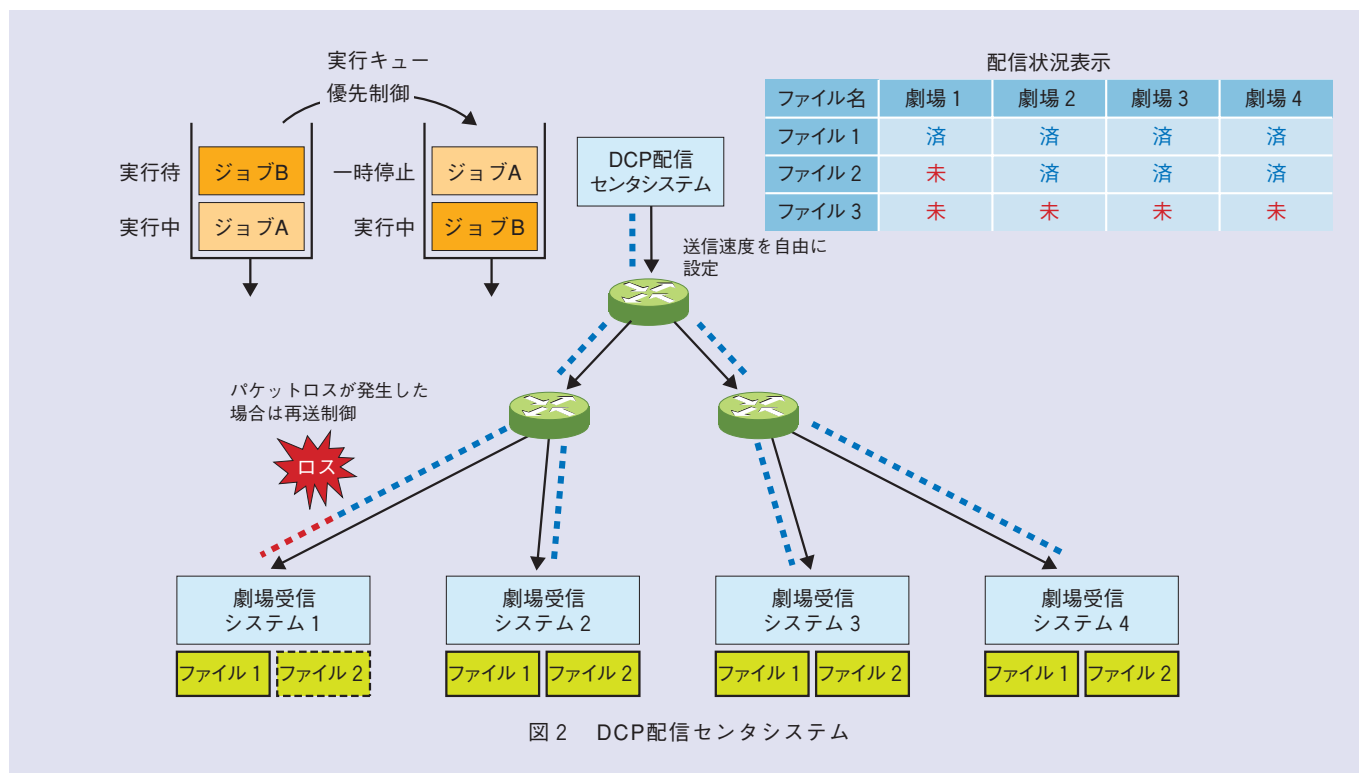 実行キュー
優先制御
実行待
ジョブB
実行中
ジョブA
一時停止
ジョブA
実行中
ジョブB
DCP配信
センタシステム
送信速度を自由に
設定
配信状況表示
ファイル名 劇場1 劇場2 劇場3 劇場4
ファイル1 済 済 済 済
ファイル2 未 済 済 済
ファイル3 未 未 未 未
パケットロスが発生した
場合は再送制御
ロス
劇場受信
システム1
ファイル1 ファイル2
劇場受信
システム2
ファイル1 ファイル2
劇場受信
システム3
ファイル1 ファイル2
劇場受信
システム4
ファイル1 ファイル2
図2 DCP配信センタシステム